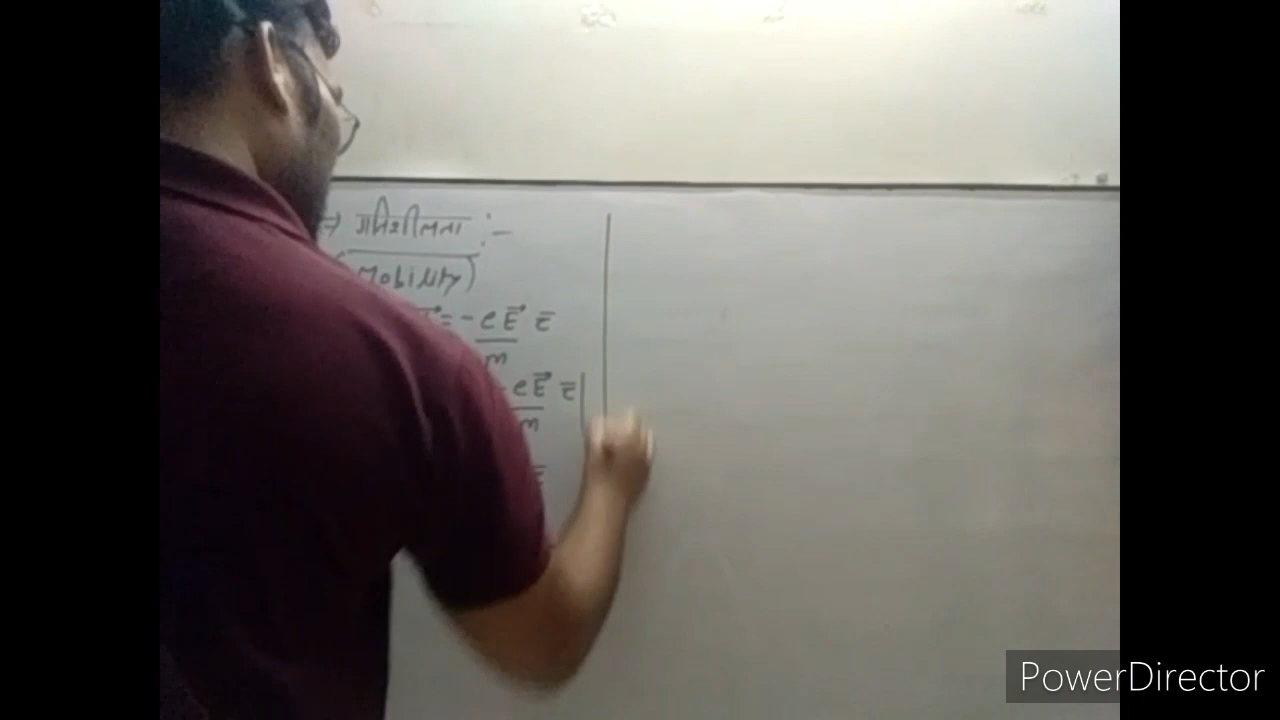 → गतिशीलता :-
(Mobility)
= - eE⃗ τ̅
m
- eE⃗ τ̅
m
PowerDirector